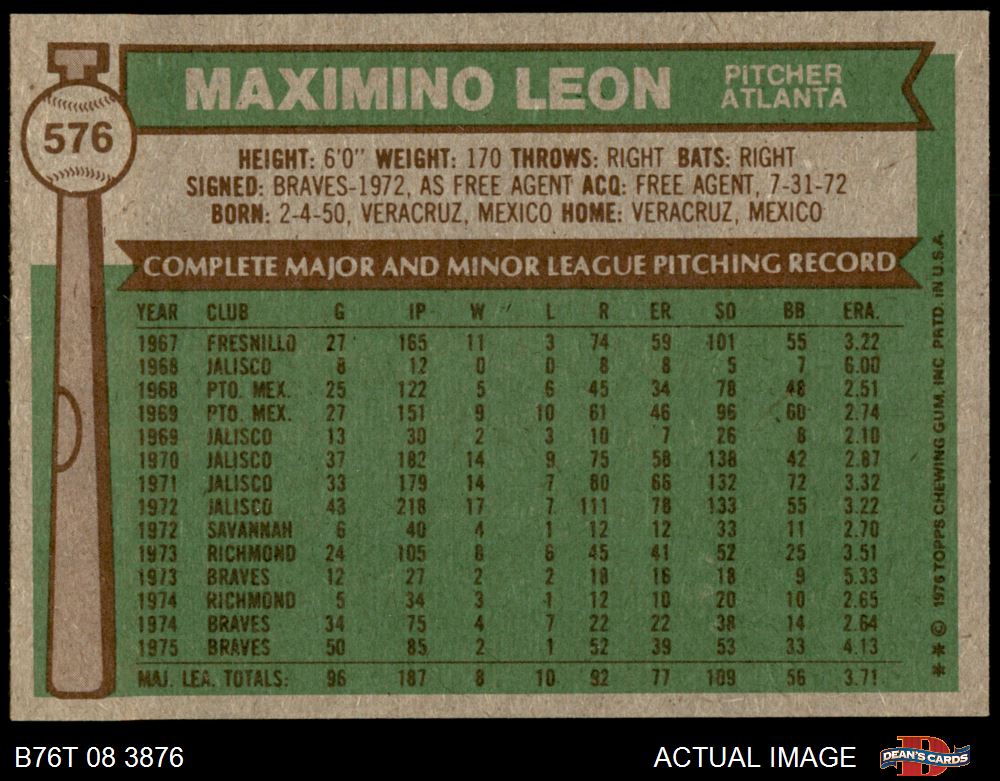 MAXIMINO LEON PITCHER
ATLANTA
576
HEIGHT: 6'0" WEIGHT: 170 THROWS: RIGHT BATS: RIGHT
SIGNED: BRAVES-1972, AS FREE AGENT ACQ: FREE AGENT, 7-31-72
BORN: 2-4-50, VERACRUZ, MEXICO HOME: VERACRUZ, MEXICO
COMPLETE MAJOR AND MINOR LEAGUE PITCHING RECORD
YEAR CLUB G IP W L R ER SO BB ERA.
1967 FRESNILLO 27 165 11 3 74 59 101 55 3.22
1968 JALISCO 8 12 0 0 8 8 5 7 6.00
1968 PTO. MEX. 25 122 5 6 45 34 78 48 2.51
1969 PTO. MEX. 27 151 9 10 61 46 96 60 2.74
1969 JALISCO 13 30 2 3 10 7 26 8 2.10
1970 JALISCO 37 182 14 9 75 58 138 42 2.87
1971 JALISCO 33 179 14 7 80 66 132 72 3.32
1972 JALISCO 43 218 17 7 111 78 133 55 3.22
1972 SAVANNAH 6 40 4 1 12 12 33 11 2.70
1973 RICHMOND 24 105 8 6 45 41 52 25 3.51
1973 BRAVES 12 27 2 2 18 16 18 9 5.33
1974 RICHMOND 5 34 3 1 12 10 20 10 2.65
1974 BRAVES 34 75 4 7 22 22 38 14 2.64
1975 BRAVES 50 85 2 1 52 39 53 33 4.13
MAJ. LEA. TOTALS: 96 187 8 10 92 77 109 56 3.71
** © 1976 TOPPS CHEWING GUM, INC. PRTD. IN U.S.A.
B76T 08 3876 ACTUAL IMAGE DEAN'S CARDS